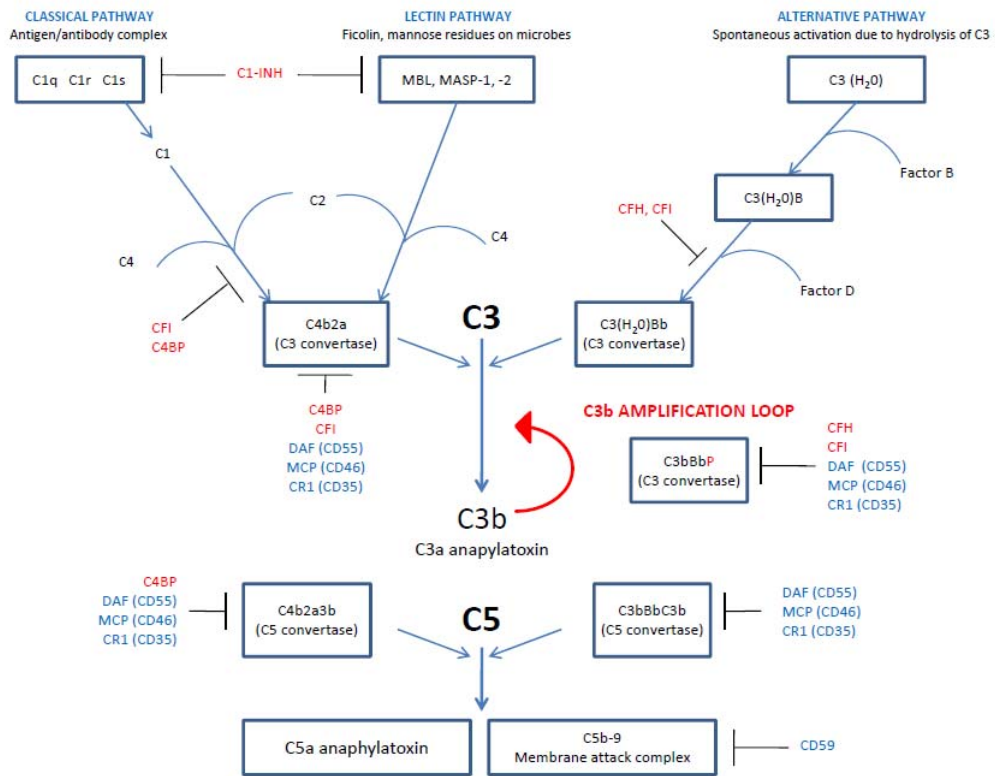 CLASSICAL PATHWAY
Antigen/antibody complex
LECTIN PATHWAY
Ficolin, mannose residues on microbes
ALTERNATIVE PATHWAY
Spontaneous activation due to hydrolysis of C3
C1q C1r C1s
C1-INH
MBL, MASP-1, -2
C3 (H₂0)
C1
Factor B
C2
C3(H₂0)B
CFH, CFI
C4
C4
Factor D
CFI
C4BP
C4b2a
(C3 convertase)
C3
C3(H₂0)Bb
(C3 convertase)
C4BP
CFI
DAF (CD55)
MCP (CD46)
CR1 (CD35)
C3b AMPLIFICATION LOOP
C3bBbP
(C3 convertase)
CFH
CFI
DAF (CD55)
MCP (CD46)
CR1 (CD35)
C3b
C3a anapylatoxin
C4BP
DAF (CD55)
MCP (CD46)
CR1 (CD35)
C4b2a3b
(C5 convertase)
C5
C3bBbC3b
(C5 convertase)
DAF (CD55)
MCP (CD46)
CR1 (CD35)
C5a anaphylatoxin
C5b-9
Membrane attack complex
CD59